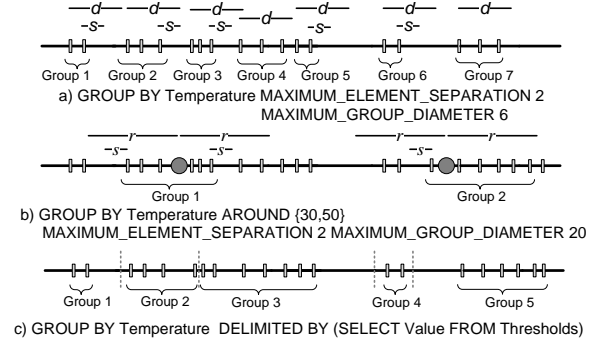 d d d d d d
s s s s s s
Group 1 Group 2 Group 3 Group 4 Group 5 Group 6 Group 7
a) GROUP BY Temperature MAXIMUM_ELEMENT_SEPARATION 2
MAXIMUM_GROUP_DIAMETER 6
r r r r
s s s
Group 1 Group 2
b) GROUP BY Temperature AROUND {30,50}
MAXIMUM_ELEMENT_SEPARATION 2 MAXIMUM_GROUP_DIAMETER 20
Group 1 Group 2 Group 3 Group 4 Group 5
c) GROUP BY Temperature DELIMITED BY (SELECT Value FROM Thresholds)